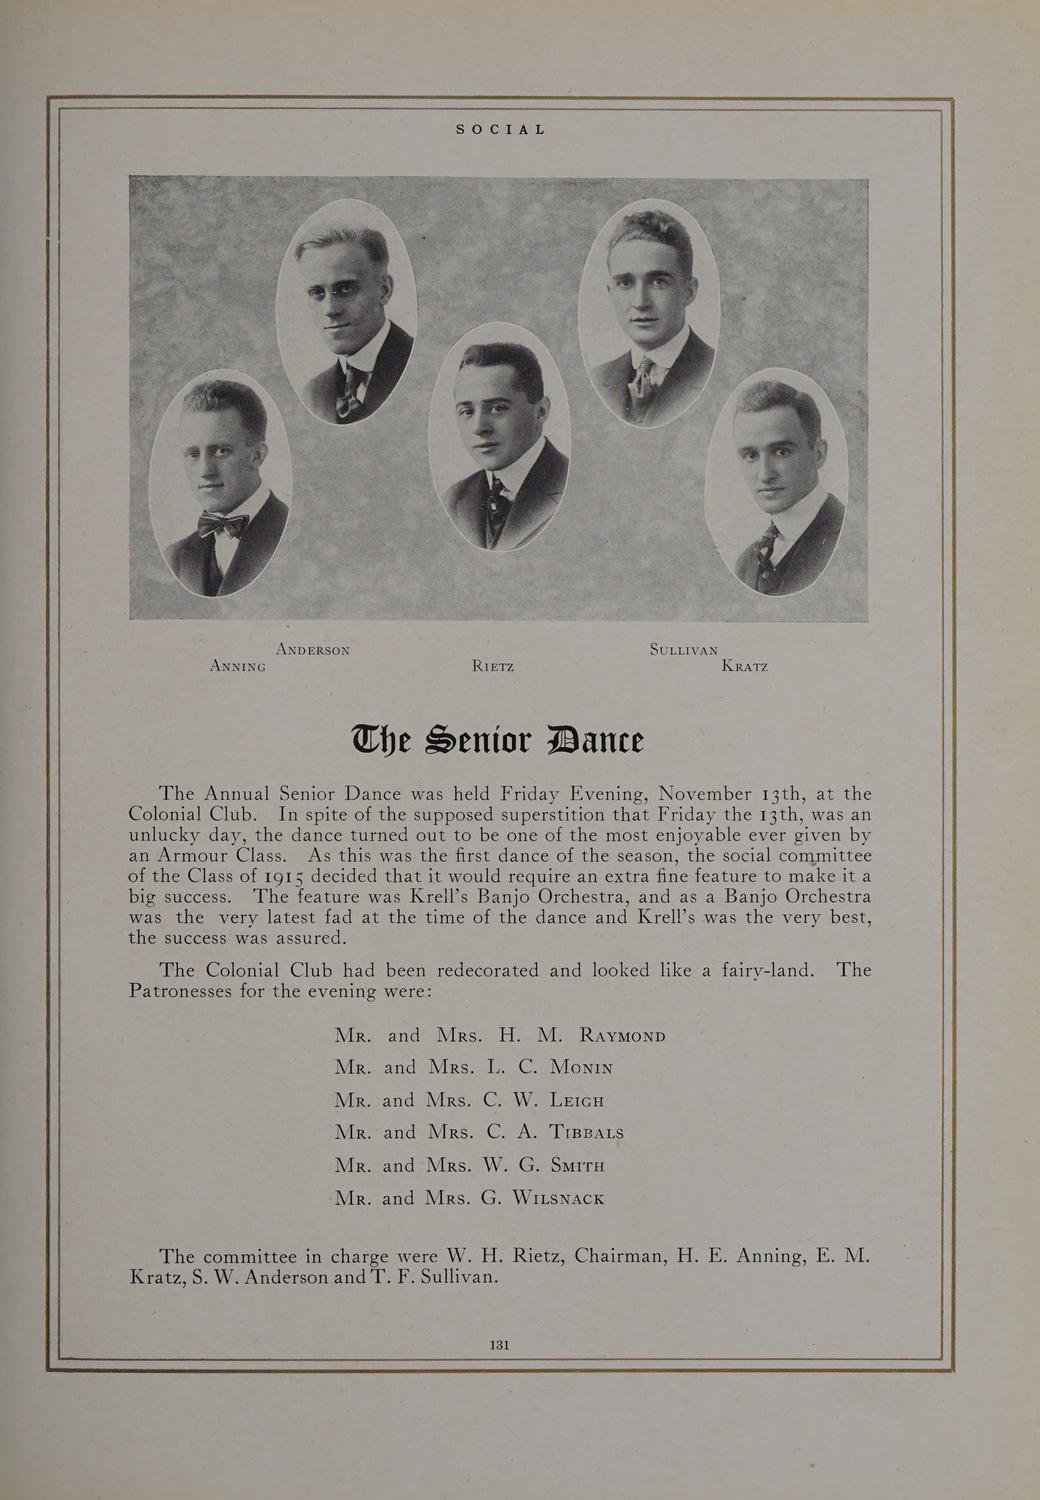 SOCIAL
ANDERSON SULLIVAN
ANNING RIETZ KRATZ
The Senior Dance
The Annual Senior Dance was held Friday Evening, November 13th, at the
Colonial Club. In spite of the supposed superstition that Friday the 13th, was an
unlucky day, the dance turned out to be one of the most enjoyable ever given by
an Armour Class. As this was the first dance of the season, the social committee
of the Class of 1915 decided that it would require an extra fine feature to make it a
big success. The feature was Krell's Banjo Orchestra, and as a Banjo Orchestra
was the very latest fad at the time of the dance and Krell's was the very best,
the success was assured.
The Colonial Club had been redecorated and looked like a fairy-land. The
Patronesses for the evening were:
MR. and MRS. H. M. RAYMOND
MR. and MRS. L. C. MONIN
MR. and MRS. C. W. LEIGH
MR. and MRS. C. A. TIBBALS
MR. and MRS. W. G. SMITH
MR. and MRS. G. WILSNACK
The committee in charge were W. H. Rietz, Chairman, H. E. Anning, E. M.
Kratz, S. W. Anderson and T. F. Sullivan.
131